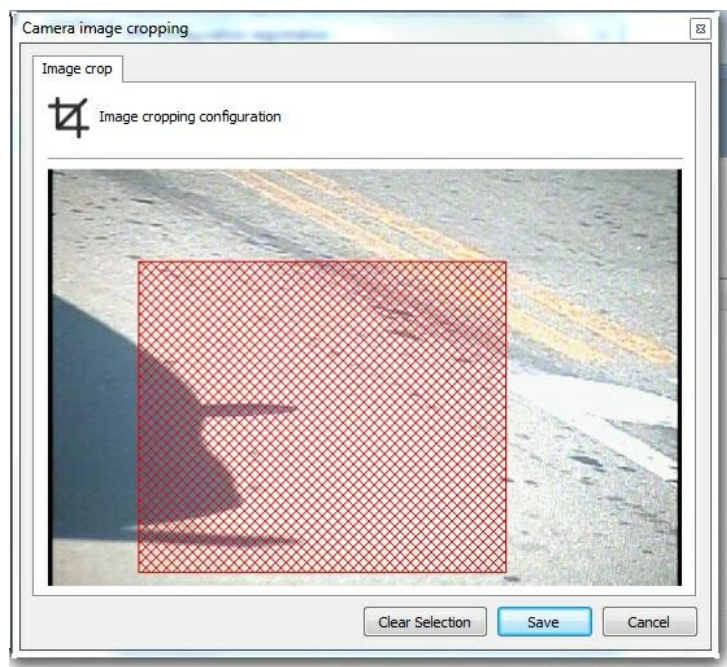 Camera image cropping
Image crop
Image cropping configuration
Clear Selection
Save
Cancel